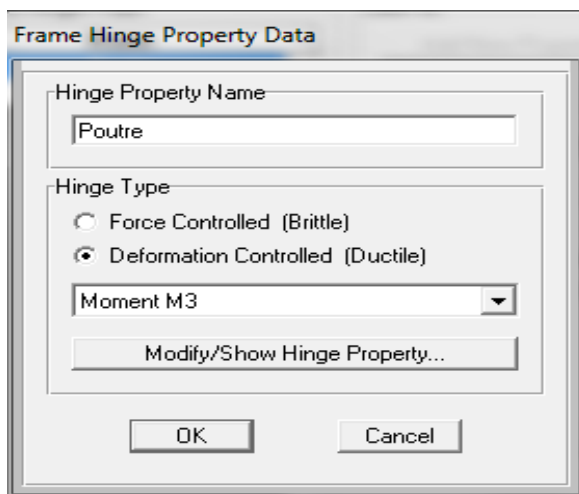 Frame Hinge Property Data
Hinge Property Name
Poutre
Hinge Type
Force Controlled (Brittle)
Deformation Controlled (Ductile)
Moment M3
Modify/Show Hinge Property...
OK Cancel